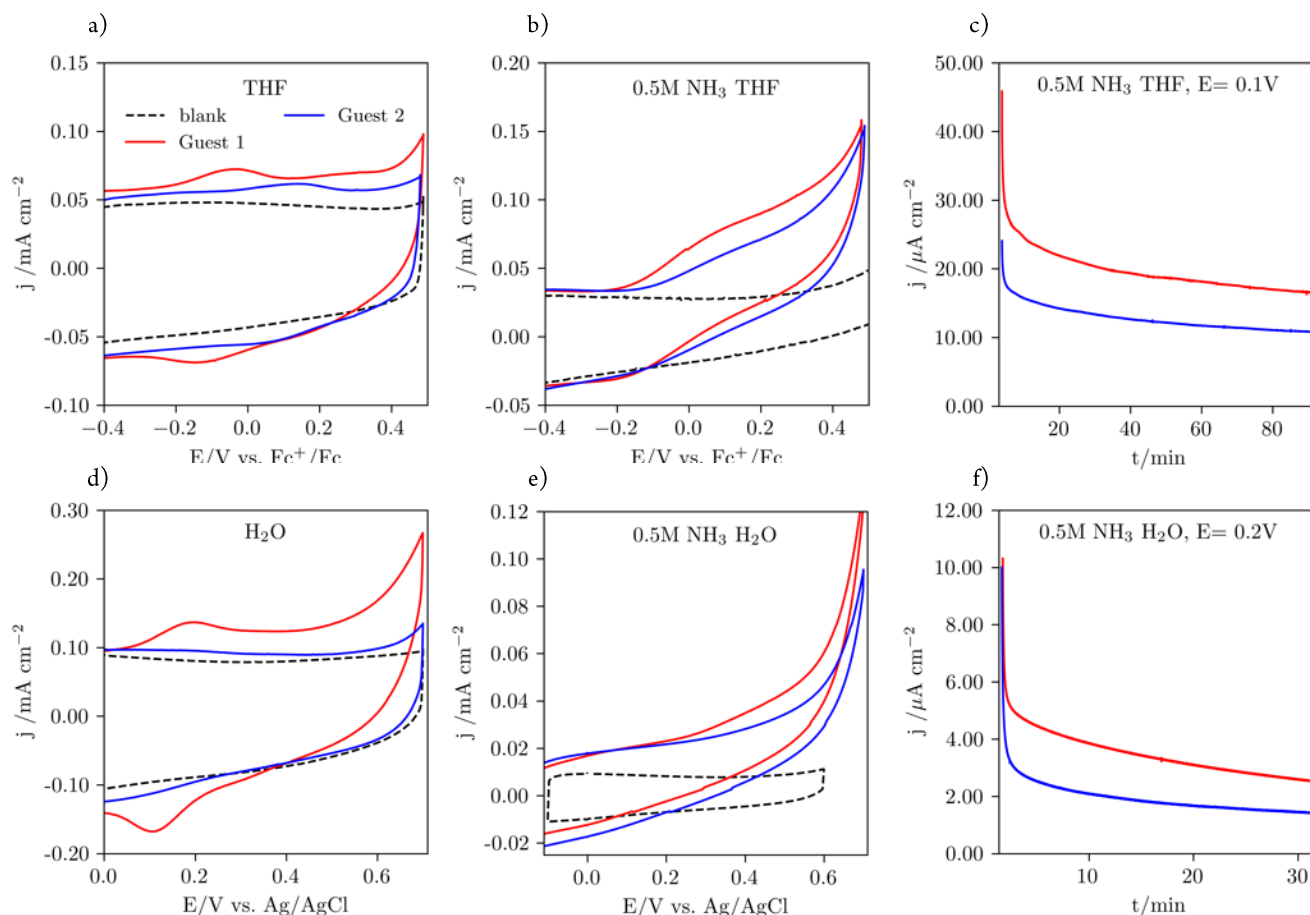 a)
b)
c)
0.15
0.10
0.05
0.00
-0.05
-0.10
j /mA cm⁻²
THF
blank
Guest 1
Guest 2
−0.4 −0.2 0.0 0.2 0.4
E/V vs. Fc⁺/Fc
0.20
0.15
0.10
0.05
0.00
-0.05
j /mA cm⁻²
0.5M NH₃ THF
−0.4 −0.2 0.0 0.2 0.4
E/V vs. Fc⁺/Fc
50.00
40.00
30.00
20.00
10.00
0.00
j /μA cm⁻²
0.5M NH₃ THF, E= 0.1V
20 40 60 80
t/min
d)
e)
f)
0.30
0.20
0.10
0.00
-0.10
-0.20
j /mA cm⁻²
H₂O
0.0 0.2 0.4 0.6
E/V vs. Ag/AgCl
0.12
0.10
0.08
0.06
0.04
0.02
0.00
-0.02
j /mA cm⁻²
0.5M NH₃ H₂O
0.0 0.2 0.4 0.6
E/V vs. Ag/AgCl
12.00
10.00
8.00
6.00
4.00
2.00
0.00
j /μA cm⁻²
0.5M NH₃ H₂O, E= 0.2V
10 20 30
t/min